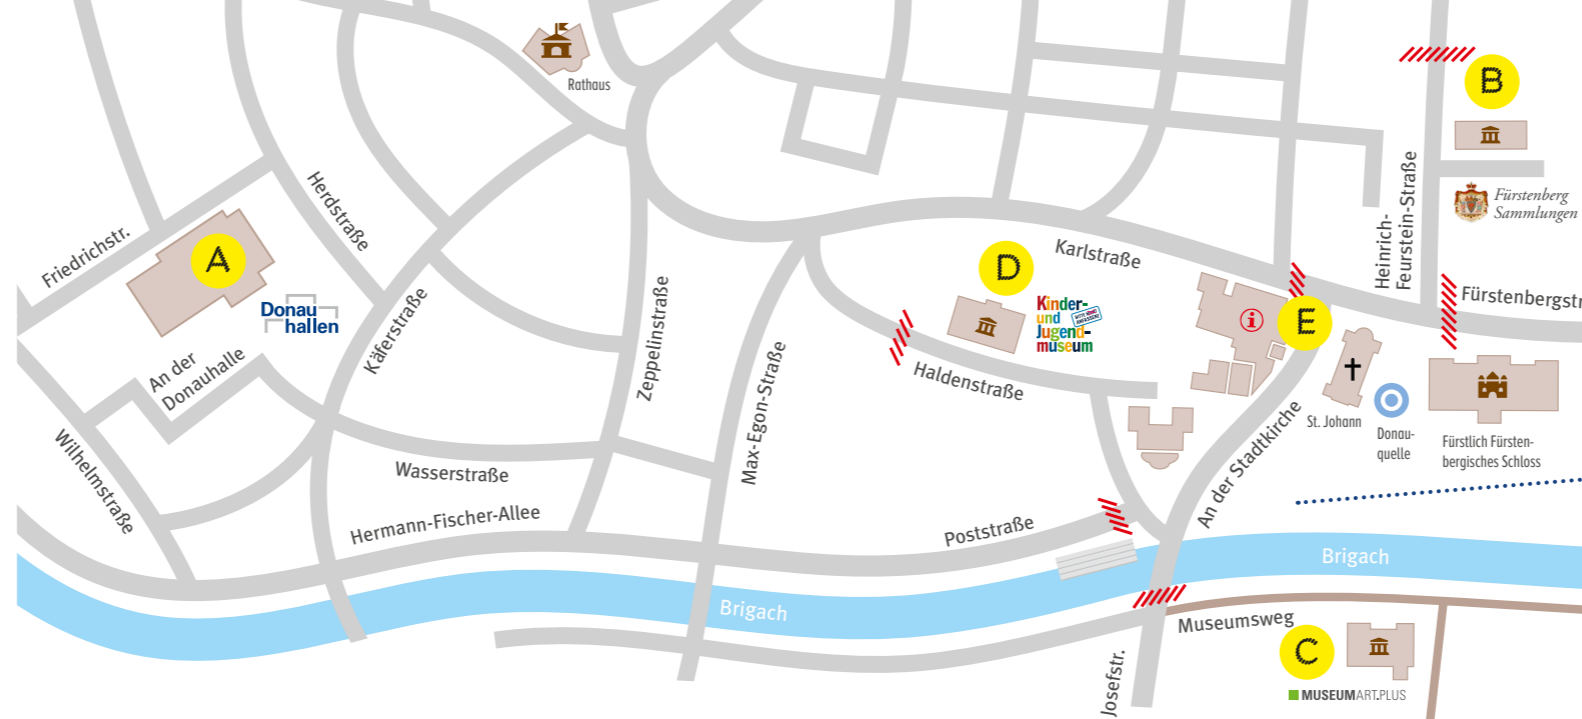 Rathaus
B
Fürstenberg
Sammlungen
Heinrich-
Feurstein-Straße
Herdstraße
Friedrichstr.
A
Donau
hallen
Käferstraße
An der
Donauhalle
Wilhelmstraße
Wasserstraße
Hermann-Fischer-Allee
Zeppelinstraße
Max-Egon-Straße
D
Kinder-
und
Jugend-
museum
BITTE
ANFASSEN!
Karlstraße
Haldenstraße
i
E
Fürstenbergstr
St. Johann
Donau-
quelle
Fürstlich Fürsten-
bergisches Schloss
An der Stadtkirche
Poststraße
Brigach
Brigach
Museumsweg
Josefstr.
C
MUSEUMART.PLUS